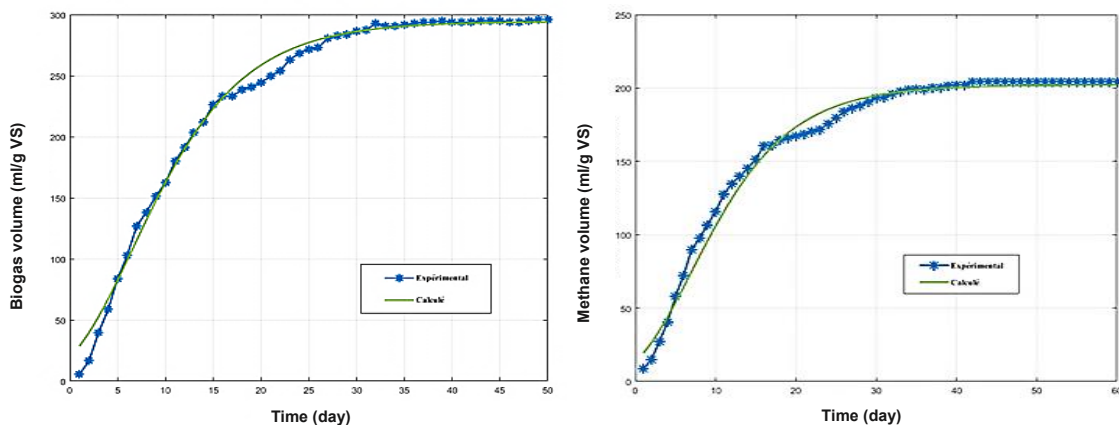 300
250
200
150
100
50
0
Biogas volume (ml/g VS)
Expérimental
Calculé
0 5 10 15 20 25 30 35 40 45 50
Time (day)
250
200
150
100
50
0
Methane volume (ml/g VS)
Expérimental
Calculé
0 10 20 30 40 50 60
Time (day)